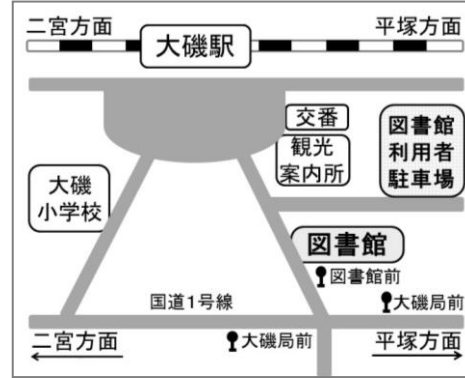 二宮方面
平塚方面
大磯駅
交番
観光
案内所
図書館
利用者
駐車場
大磯
小学校
図書館
図書館前
国道1号線
大磯局前
大磯局前
二宮方面
平塚方面